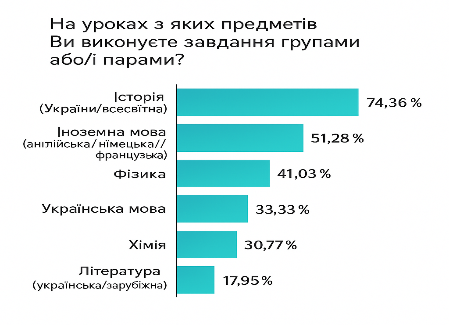 На уроках з яких предметів
Ви виконуєте завдання групами
або/і парами?
Історія
(України/всесвітна)
74,36 %
Іноземна мова
(англійська/німецька//
французька)
51,28 %
Фізика
41,03 %
Українська мова
33,33 %
Хімія
30,77 %
Література
(українська/зарубіжна)
17,95 %